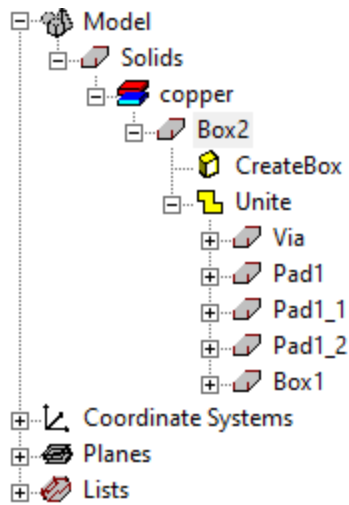 Model
Solids
copper
Box2
CreateBox
Unite
Via
Pad1
Pad1_1
Pad1_2
Box1
Coordinate Systems
Planes
Lists